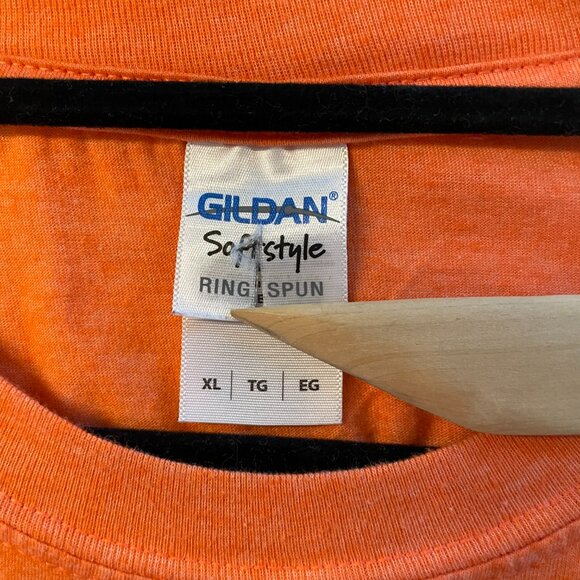 GILDAN®
Softstyle
RING SPUN
XL | TG | EG